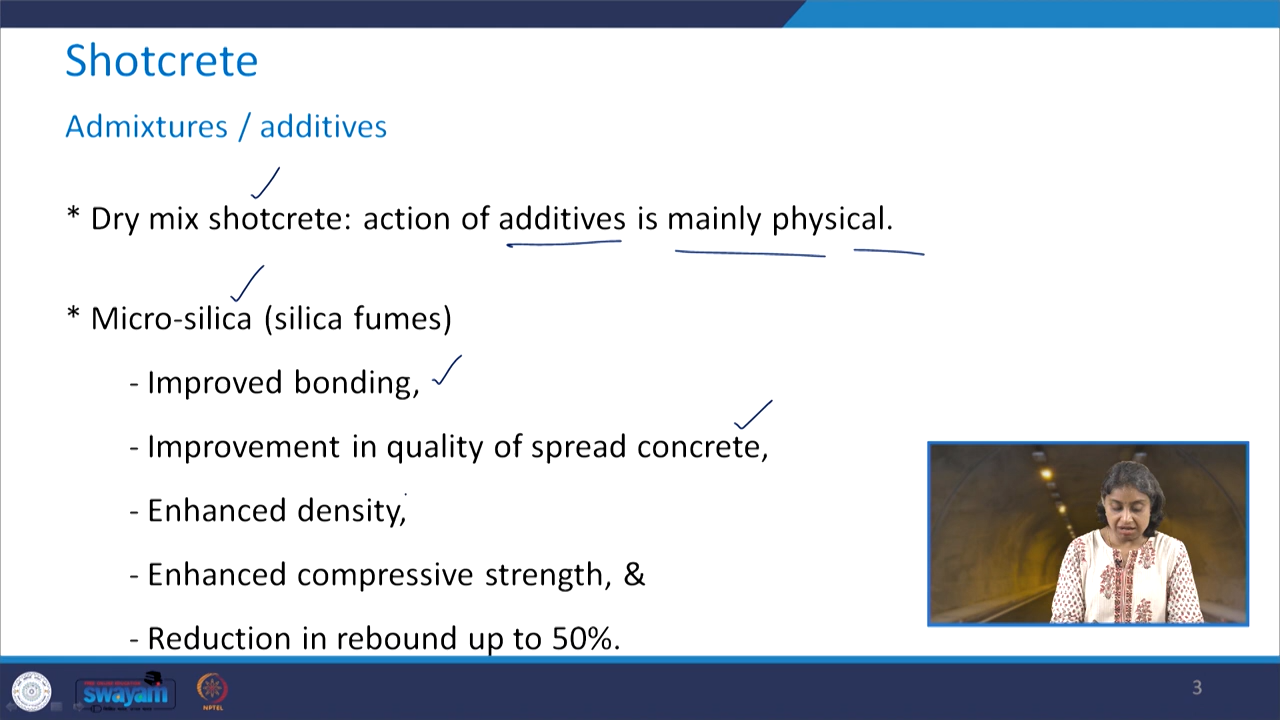 Shotcrete
Admixtures / additives
* Dry mix shotcrete: action of additives is mainly physical.
* Micro-silica (silica fumes)
- Improved bonding,
- Improvement in quality of spread concrete,
- Enhanced density,
- Enhanced compressive strength, &
- Reduction in rebound up to 50%.
swayam
NPTEL
3